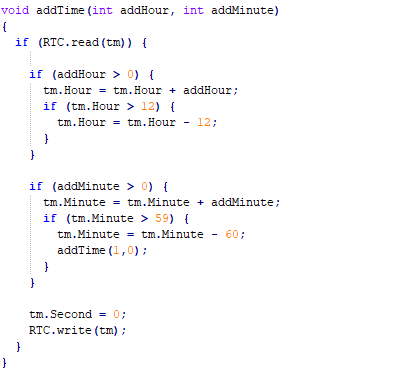 void addTime(int addHour, int addMinute)
{
  if (RTC.read(tm)) {

    if (addHour > 0) {
      tm.Hour = tm.Hour + addHour;
      if (tm.Hour > 12) {
        tm.Hour = tm.Hour - 12;
      }
    }

    if (addMinute > 0) {
      tm.Minute = tm.Minute + addMinute;
      if (tm.Minute > 59) {
        tm.Minute = tm.Minute - 60;
        addTime(1,0);
      }
    }

    tm.Second = 0;
    RTC.write(tm);
  }
}